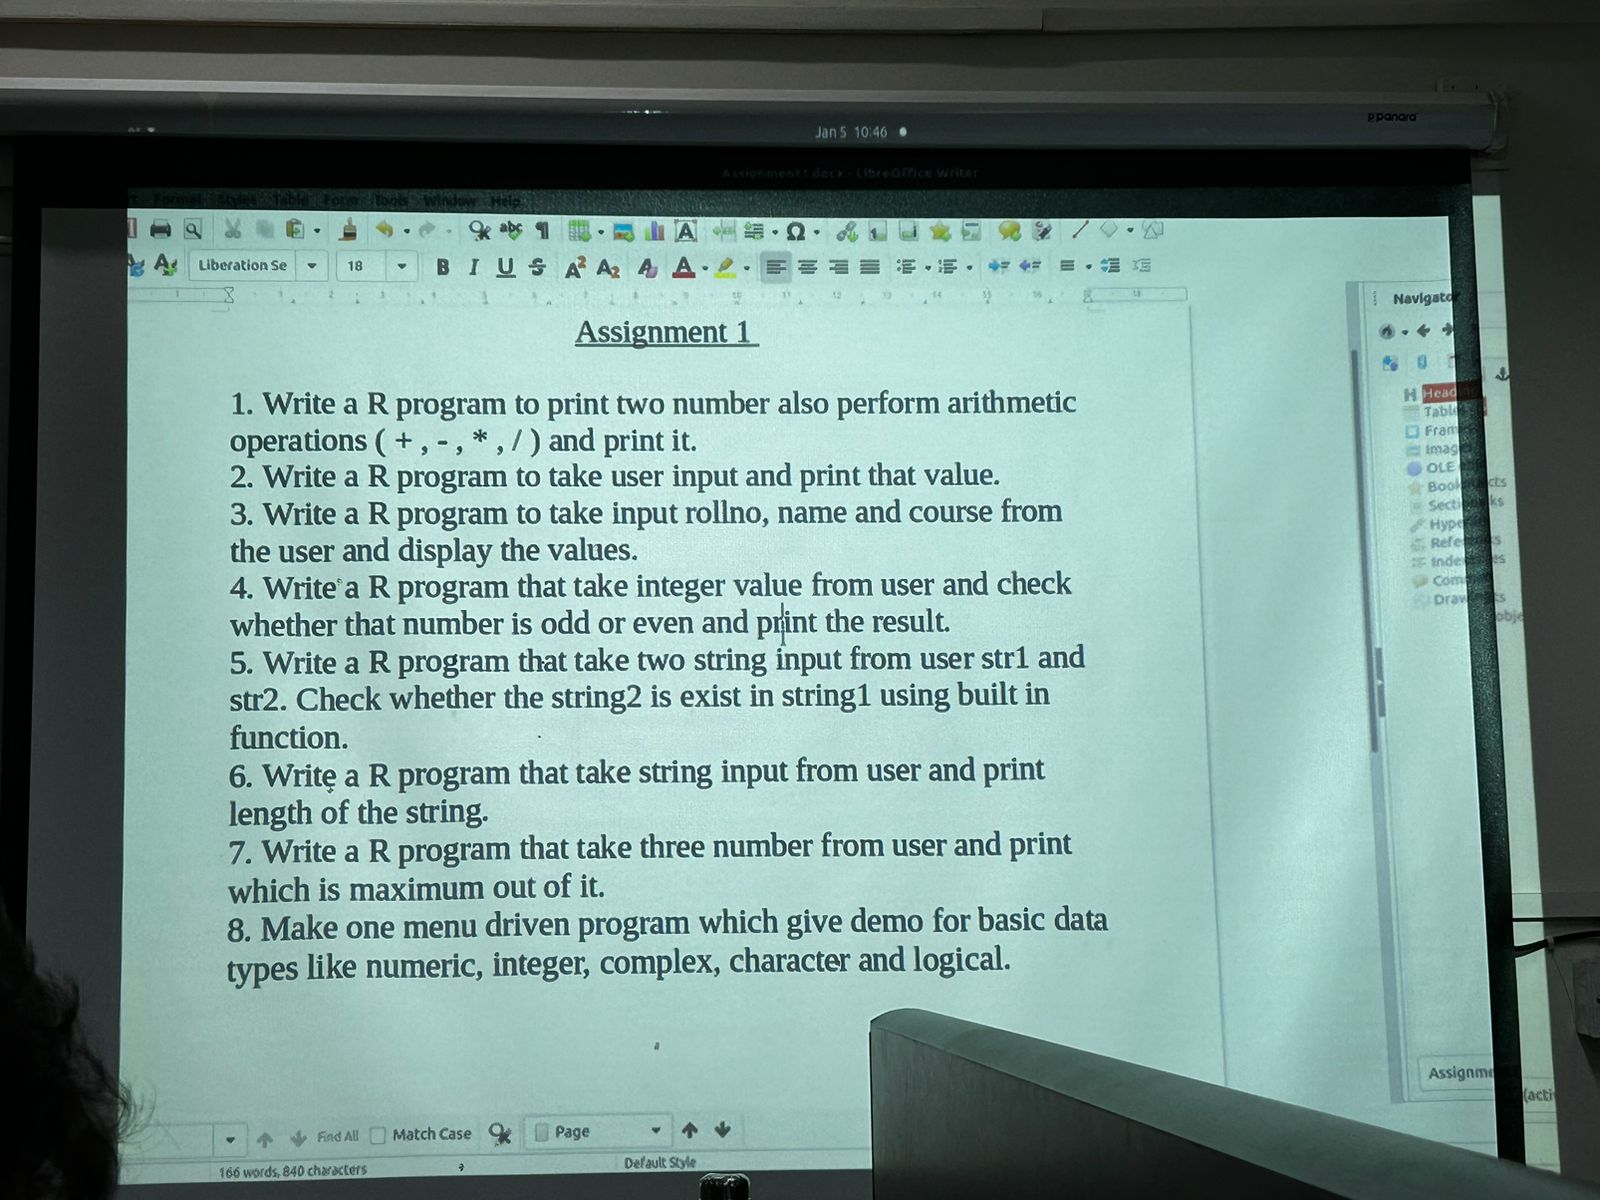 ppanara
Jan 5 10:46
Assignment1.docx - LibreOffice Writer
Format Styles Table Form Tools Window Help
Liberation Se 18
Navigato
Assignment 1
1. Write a R program to print two number also perform arithmetic
operations ( + , - , * , / ) and print it.
2. Write a R program to take user input and print that value.
3. Write a R program to take input rollno, name and course from
the user and display the values.
4. Write a R program that take integer value from user and check
whether that number is odd or even and print the result.
5. Write a R program that take two string input from user str1 and
str2. Check whether the string2 is exist in string1 using built in
function.
6. Write a R program that take string input from user and print
length of the string.
7. Write a R program that take three number from user and print
which is maximum out of it.
8. Make one menu driven program which give demo for basic data
types like numeric, integer, complex, character and logical.
Head
Table
Fram
Imag
OLE
Book
Secti
Hype
Refe
Inde
Com
Draw
Assignme
(acti
Find All Match Case Page
166 words, 840 characters Default Style